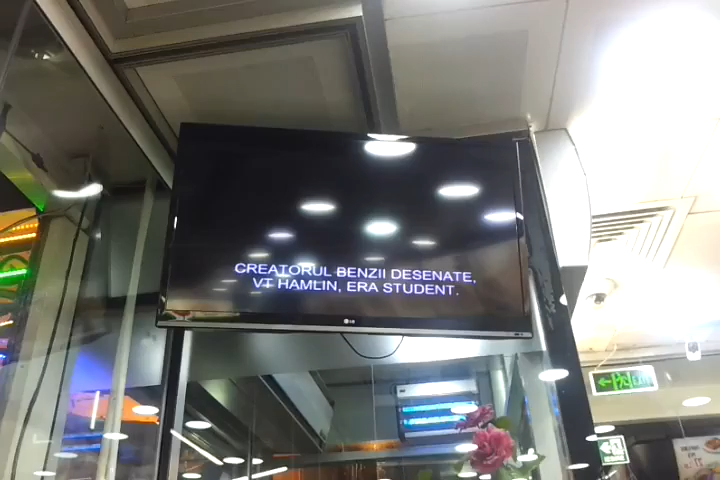 CREATORUL BENZII DESENATE,
VT HAMLIN, ERA STUDENT.
LG